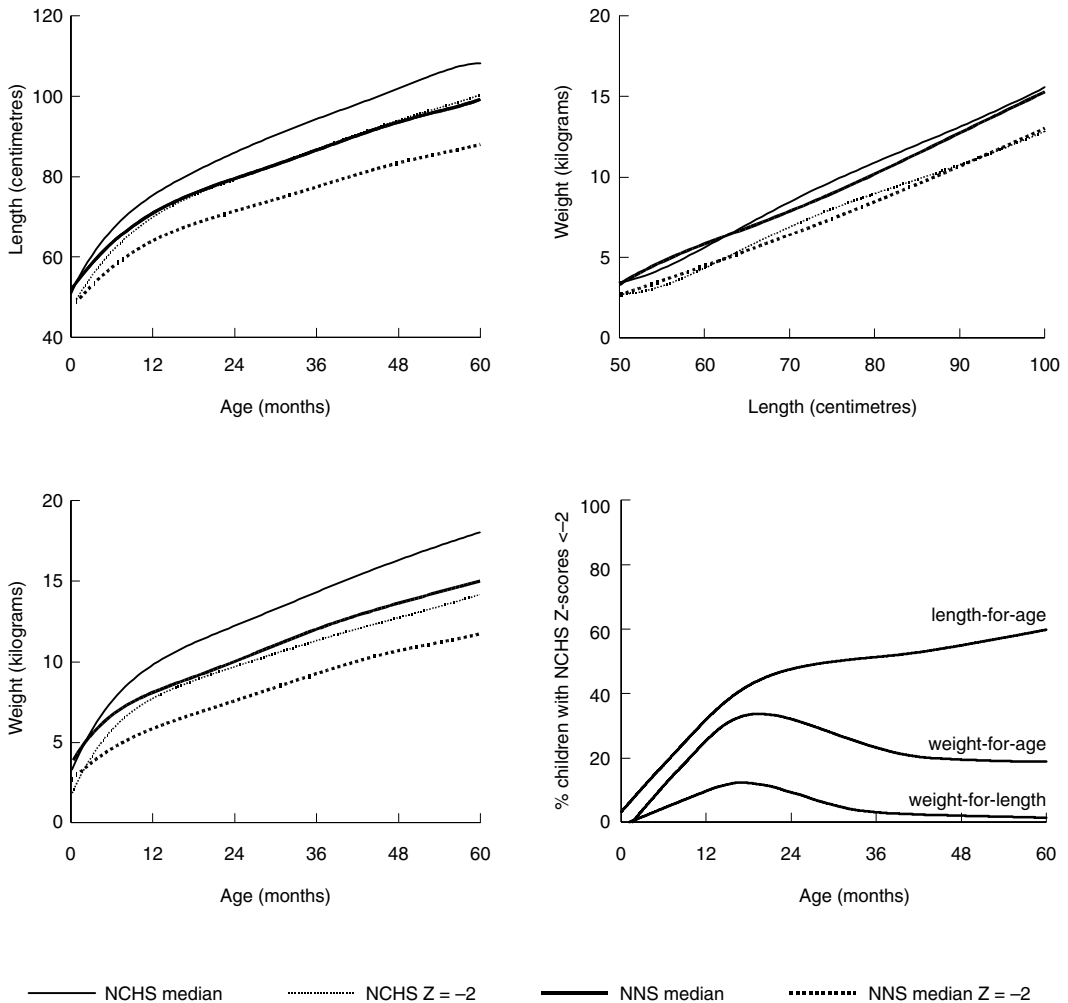 120
100
80
60
40
Length (centimetres)
0 12 24 36 48 60
Age (months)
20
15
10
5
0
Weight (kilograms)
50 60 70 80 90 100
Length (centimetres)
20
15
10
5
0
Weight (kilograms)
0 12 24 36 48 60
Age (months)
100
80
60
40
20
0
% children with NCHS Z-scores <–2
length-for-age
weight-for-age
weight-for-length
0 12 24 36 48 60
Age (months)
NCHS median NCHS Z = –2 NNS median NNS median Z = –2